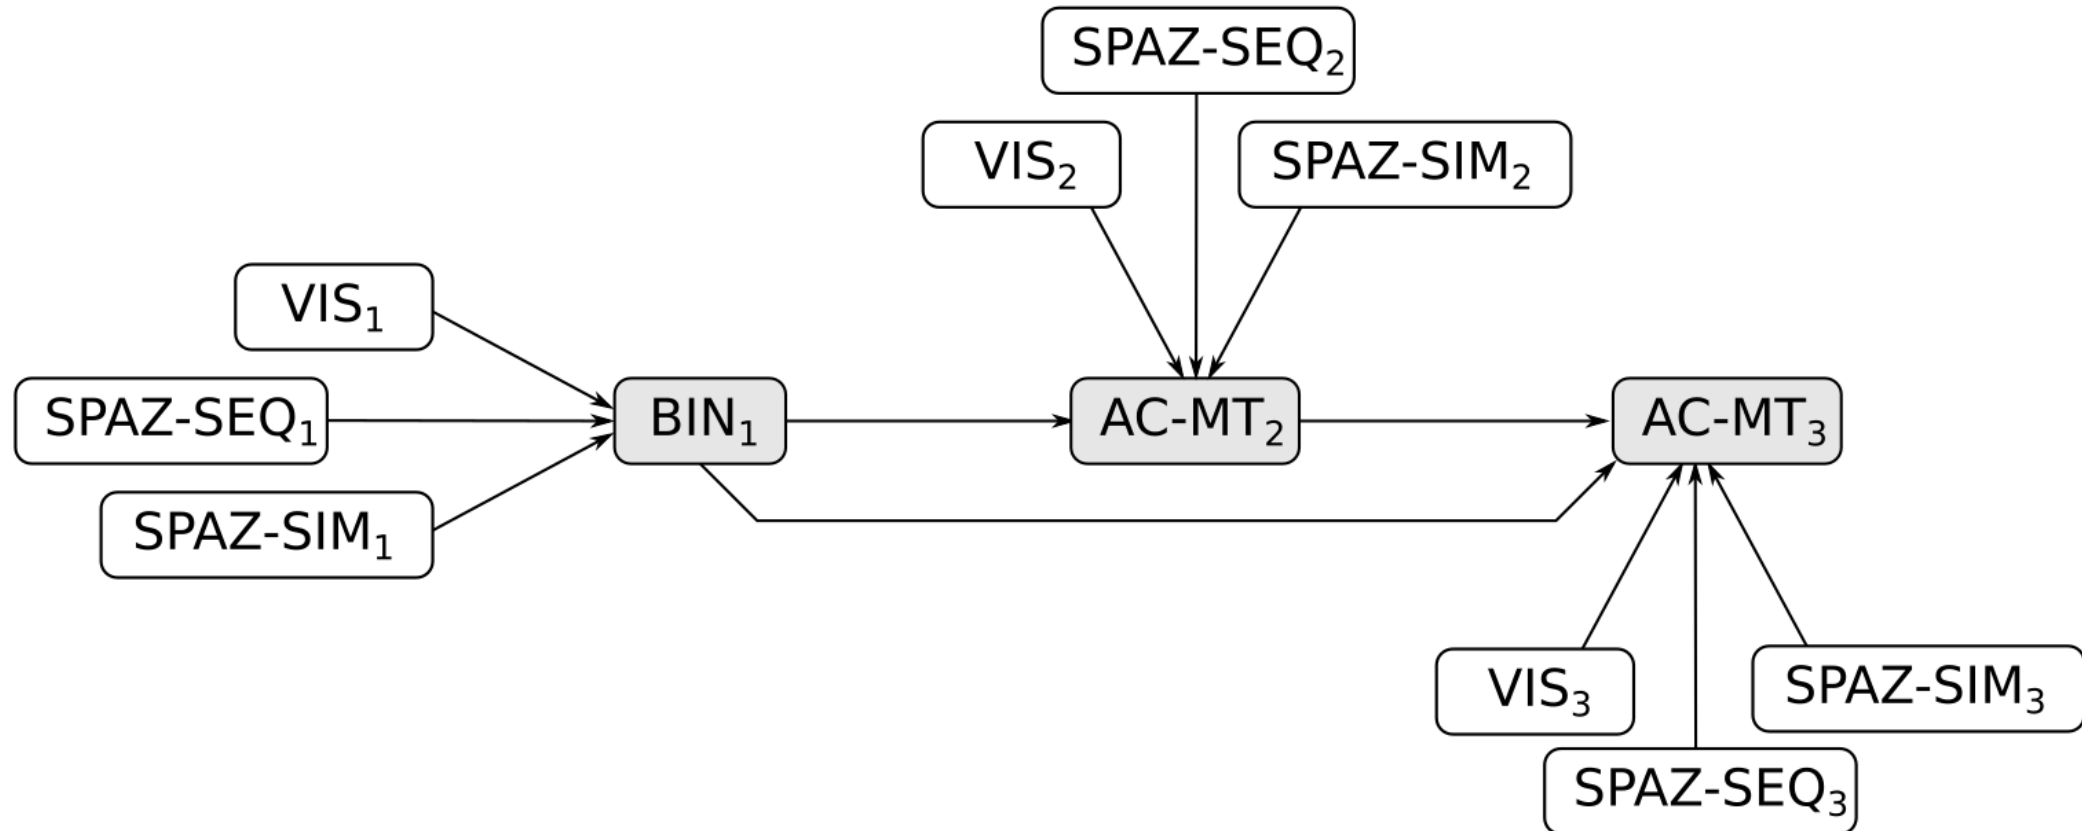 SPAZ-SEQ₂
VIS₂
SPAZ-SIM₂
VIS₁
SPAZ-SEQ₁
BIN₁
AC-MT₂
AC-MT₃
SPAZ-SIM₁
VIS₃
SPAZ-SIM₃
SPAZ-SEQ₃